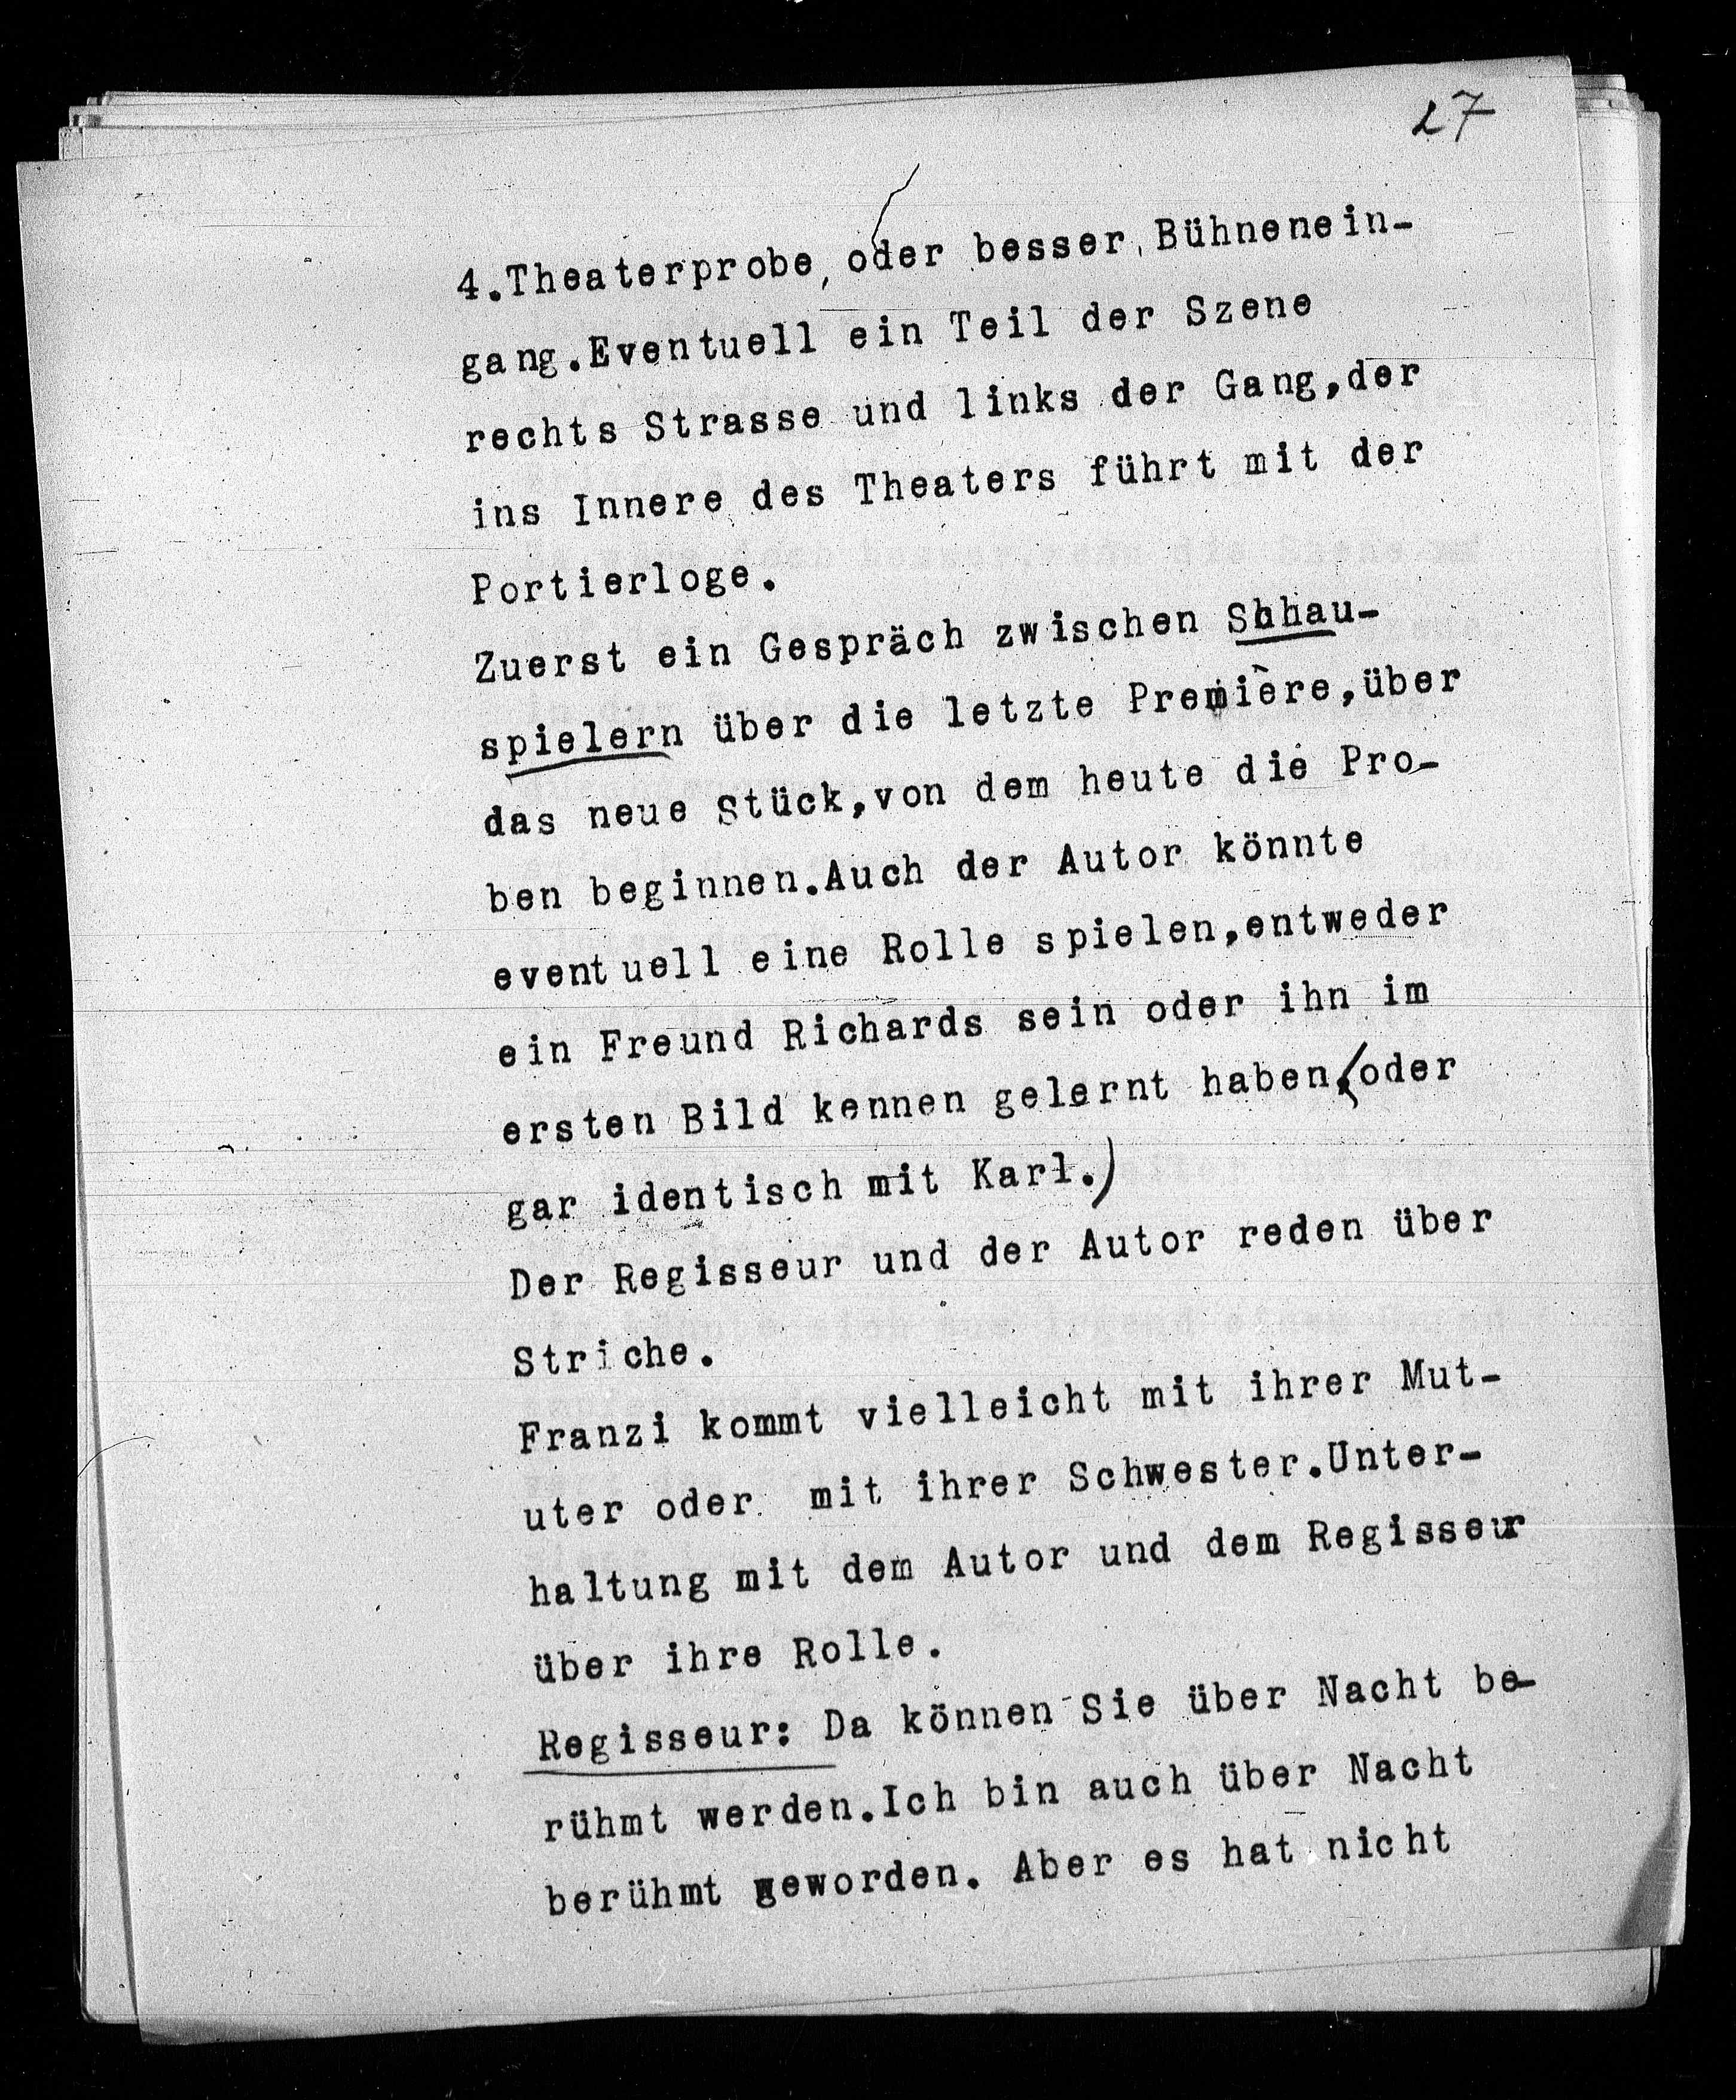 27
4.Theaterprobe, oder besser, Bühnenein-
gang.Eventuell ein Teil der Szene
rechts Strasse und links der Gang,der
ins Innere des Theaters führt mit der
Portierloge.
Zuerst ein Gespräch zwischen Schau-
spielern über die letzte Première,über
das neue Stück,von dem heute die Pro-
ben beginnen.Auch der Autor könnte
eventuell eine Rolle spielen,entweder
ein Freund Richards sein oder ihn im
ersten Bild kennen gelernt haben.(oder
gar identisch mit Karl.)
Der Regisseur und der Autor reden über
Striche.
Franzi kommt vielleicht mit ihrer Mut-
uter oder mit ihrer Schwester.Unter-
haltung mit dem Autor und dem Regisseur
über ihre Rolle.
Regisseur: Da können Sie über Nacht be-
rühmt werden.Ich bin auch über Nacht
berühmt geworden. Aber es hat nicht